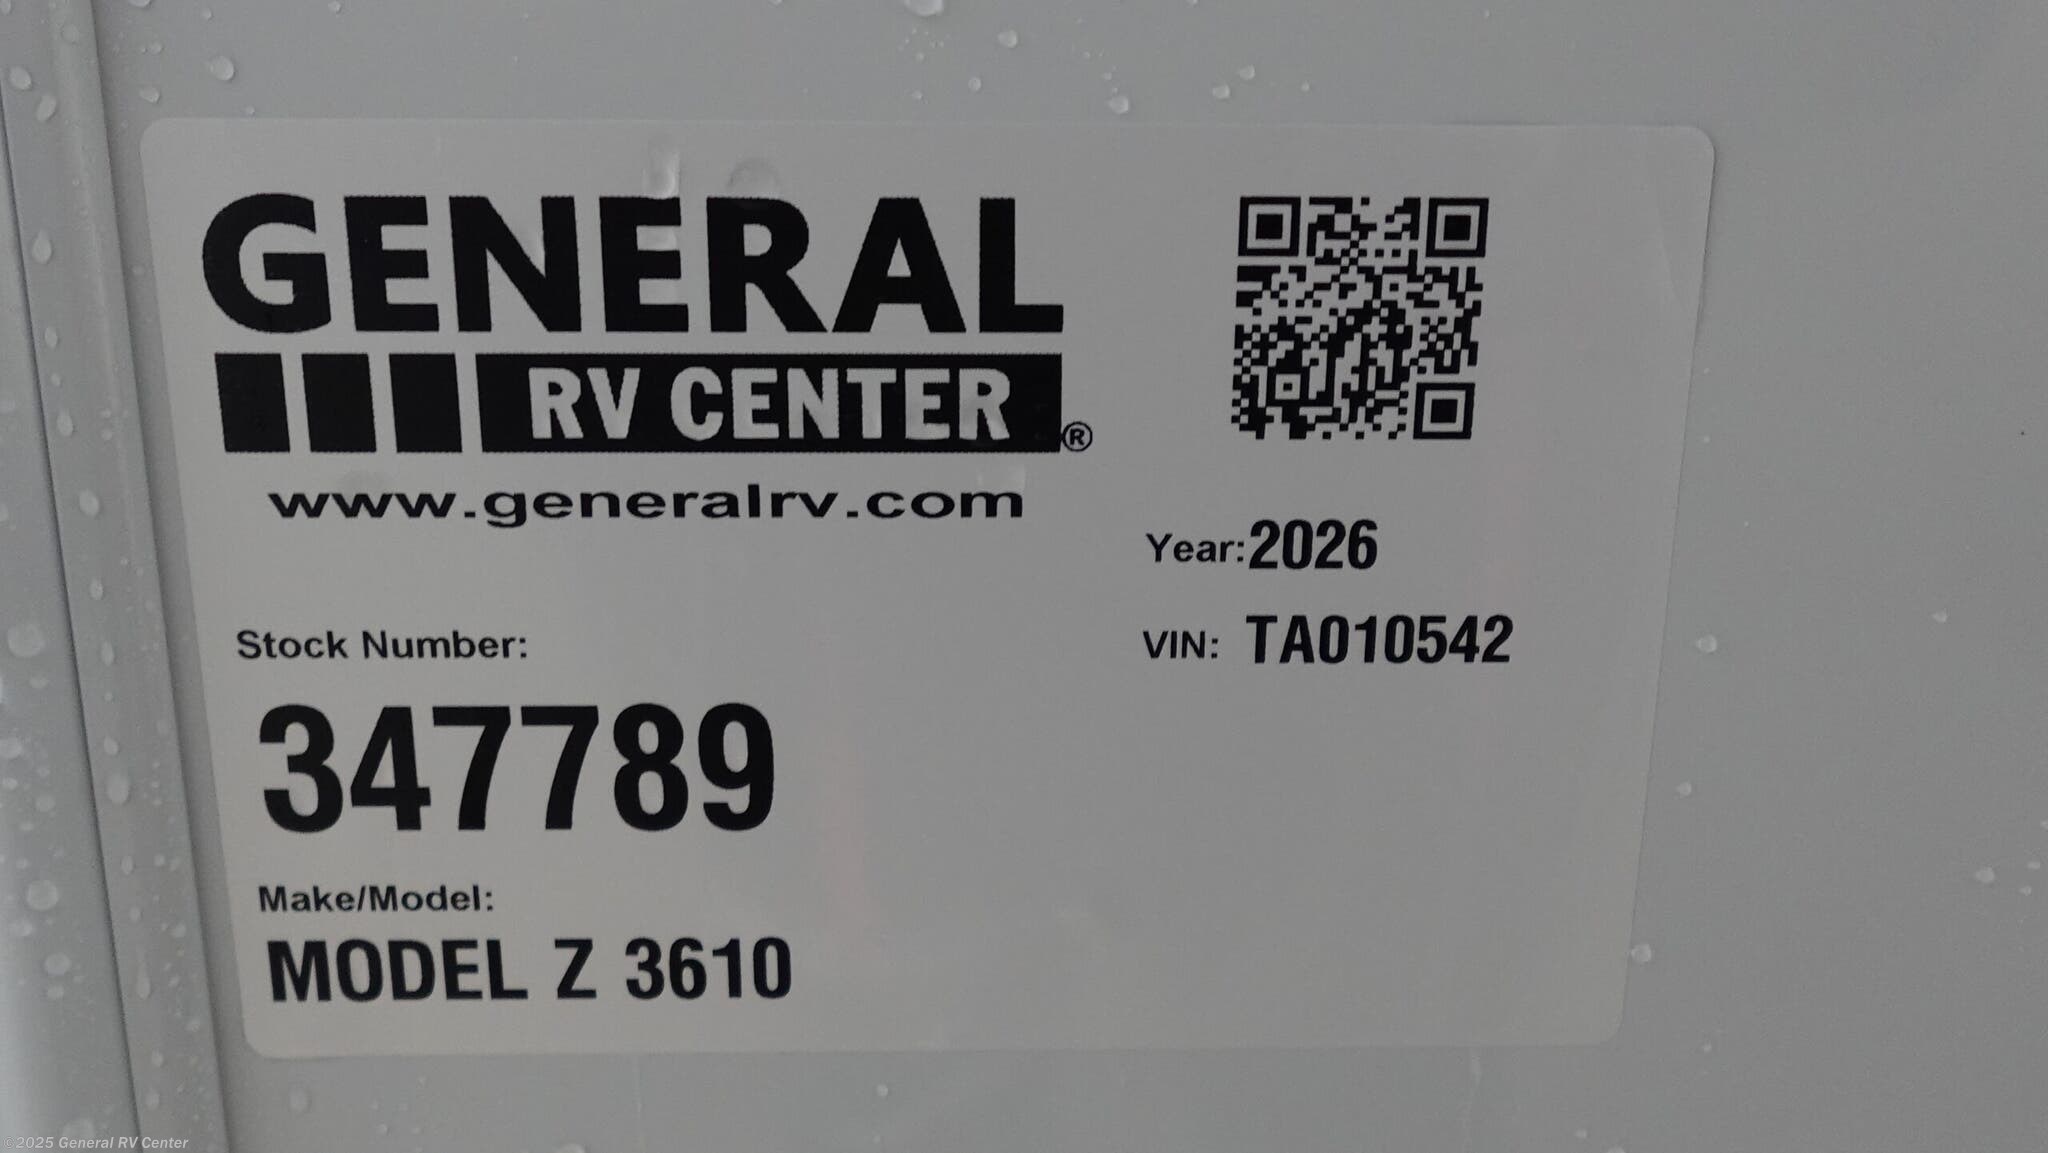 GENERAL
RV CENTER®
www.generalrv.com
Year:2026
VIN: TA010542
Stock Number:
347789
Make/Model:
MODEL Z 3610
©2025 General RV Center